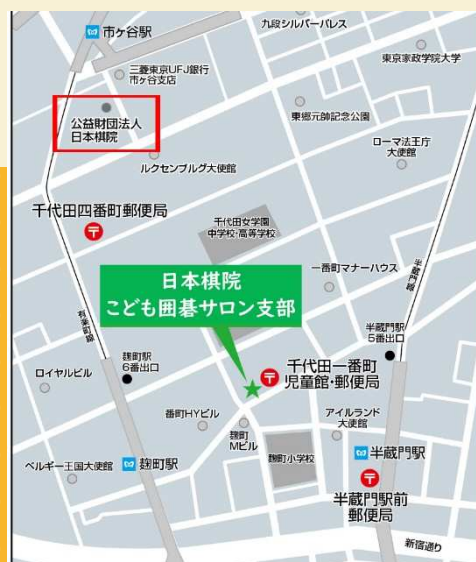 市ヶ谷駅
九段シルバーパレス
三菱東京UFJ銀行
市ヶ谷支店
東京家政学院大
公益財団法人
日本棋院
東郷元帥記念公園
ローマ法王庁
大使館
ルクセンブルグ大使館
千代田四番町郵便局
千代田女学園
中学校・高等学校
一番町マナーハウス
半蔵門線
日本棋院
こども囲碁サロン支部
有楽町線
半蔵門駅
5番出口
麹町駅
6番出口
千代田一番町
児童館・郵便局
ロイヤルビル
番町HYビル
麹町
Mビル
アイルランド
大使館
ベルギー王国大使館
麹町駅
麹町小学校
半蔵門駅
半蔵門駅前
郵便局
新宿通り